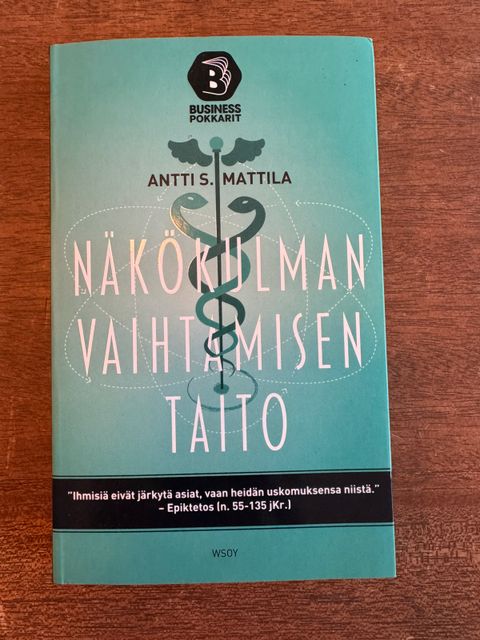 B
BUSINESS
POKKARIT
ANTTI S. MATTILA
NÄKÖKULMAN
VAIHTAMISEN
TAITO
"Ihmisiä eivät järkytä asiat, vaan heidän uskomuksensa niistä."
– Epiktetos (n. 55-135 jKr.)
WSOY